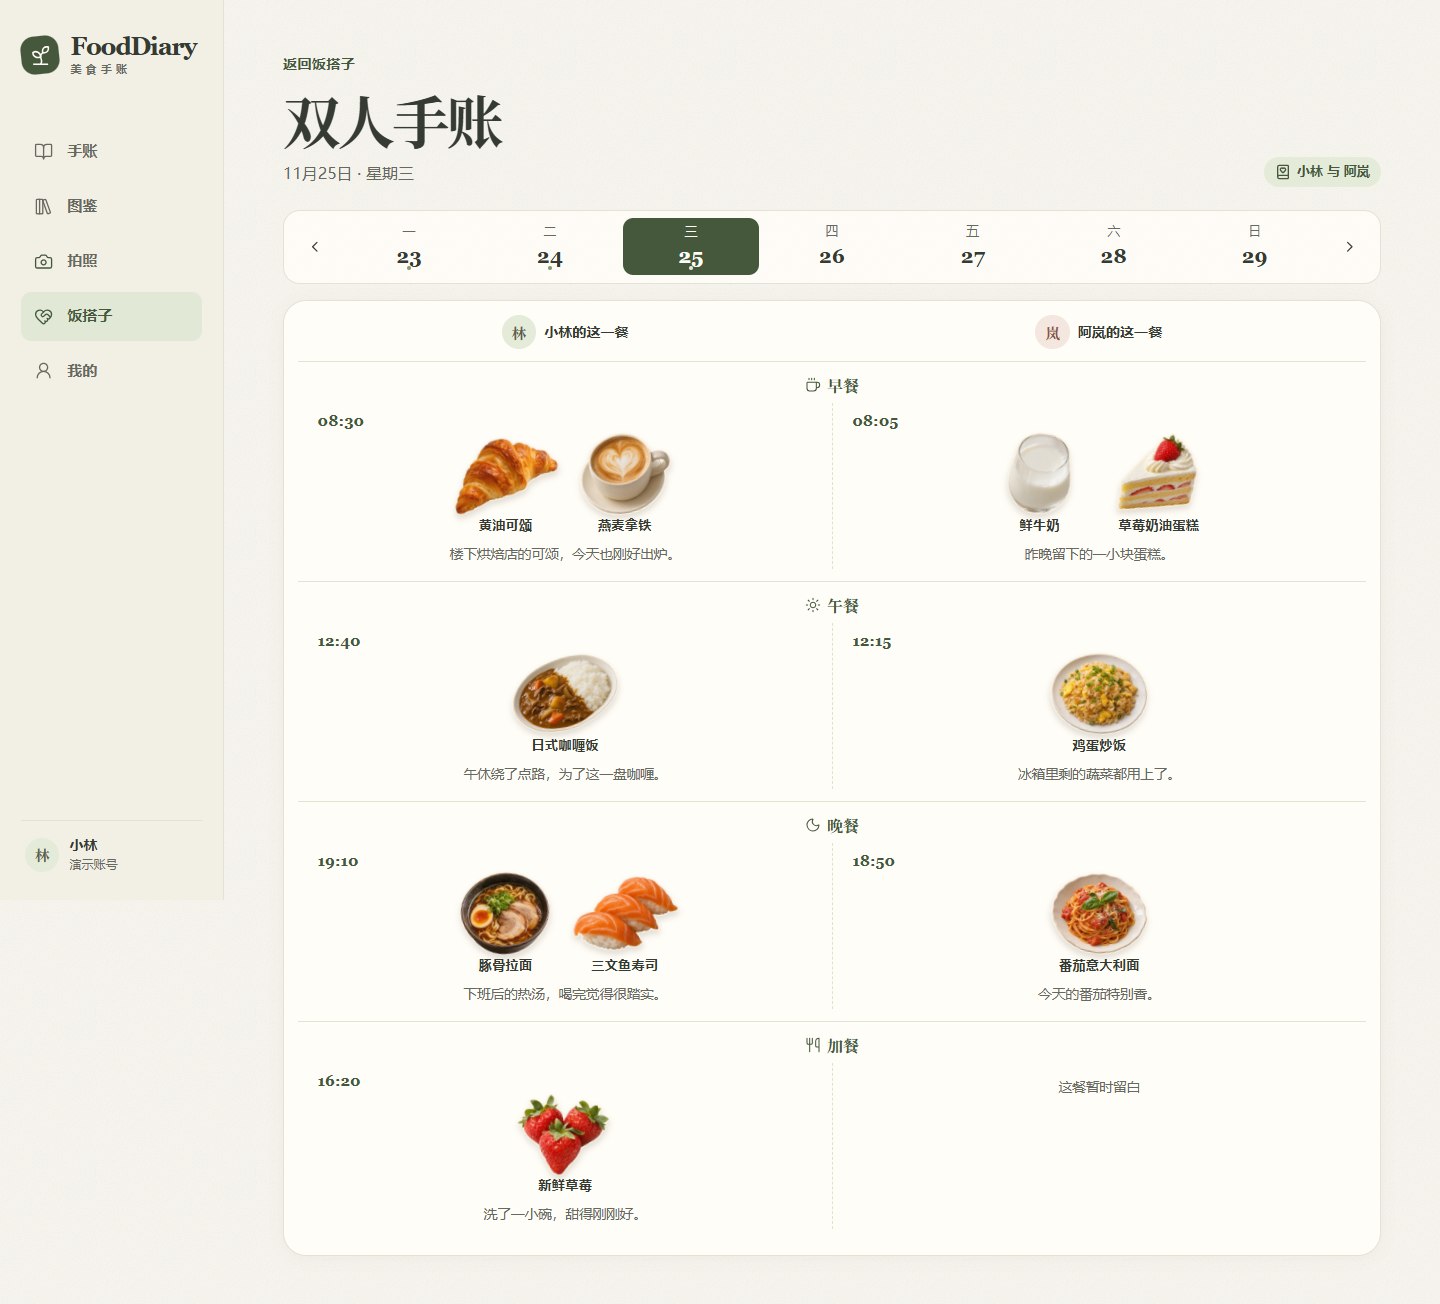 FoodDiary
美食手账
手账
图鉴
拍照
饭搭子
我的
林
小林
演示账号
返回饭搭子
双人手账
11月25日 · 星期三
小林 与 阿岚
一 二 三 四 五 六 日
23 24 25 26 27 28 29
林 小林的这一餐
岚 阿岚的这一餐
早餐
08:30
黄油可颂 燕麦拿铁
楼下烘焙店的可颂，今天也刚好出炉。
08:05
鲜牛奶 草莓奶油蛋糕
昨晚留下的一小块蛋糕。
午餐
12:40
日式咖喱饭
午休绕了点路，为了这一盘咖喱。
12:15
鸡蛋炒饭
冰箱里剩的蔬菜都用上了。
晚餐
19:10
豚骨拉面 三文鱼寿司
下班后的热汤，喝完觉得很踏实。
18:50
番茄意大利面
今天的番茄特别香。
加餐
16:20
新鲜草莓
洗了一小碗，甜得刚刚好。
这餐暂时留白